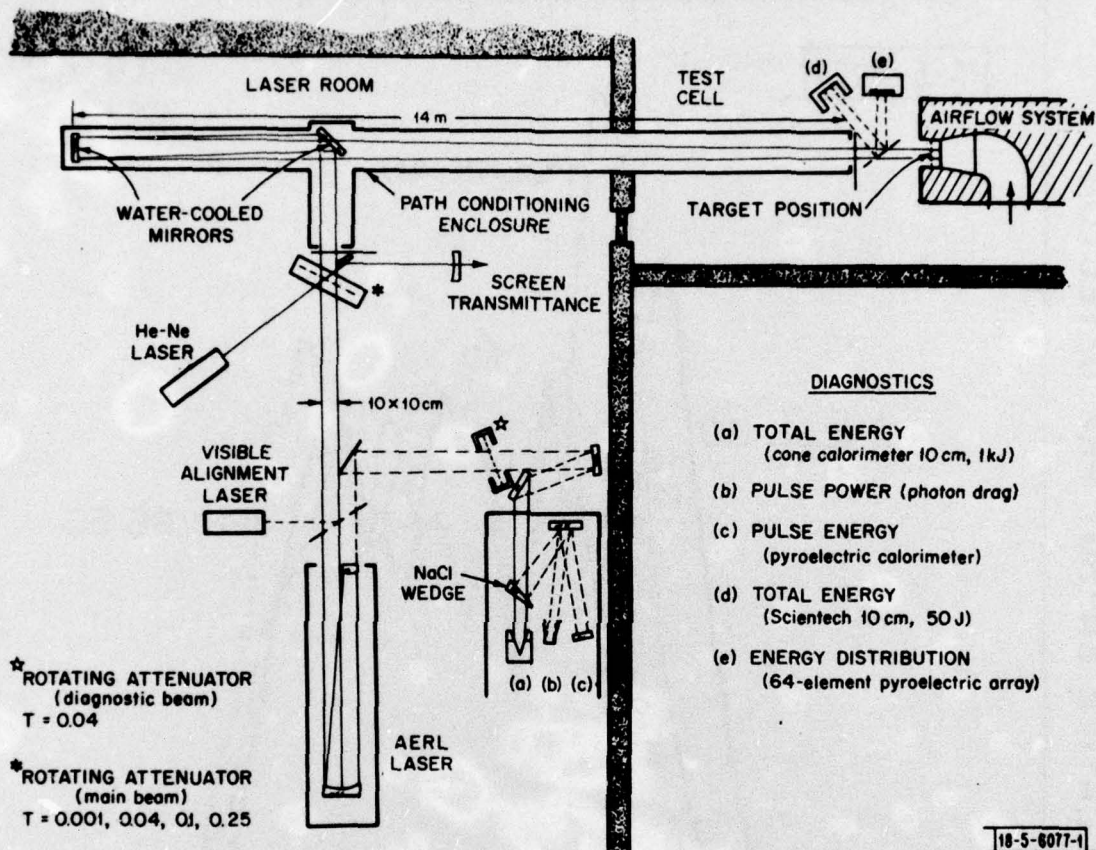 LASER ROOM
TEST
CELL
(d)
(e)
AIRFLOW SYSTEM
14 m
WATER-COOLED
MIRRORS
PATH CONDITIONING
ENCLOSURE
TARGET POSITION
*
SCREEN
TRANSMITTANCE
He-Ne
LASER
10 × 10 cm
VISIBLE
ALIGNMENT
LASER
☆
NaCl
WEDGE
(a) (b) (c)
AERL
LASER
DIAGNOSTICS
(a) TOTAL ENERGY
(cone calorimeter 10 cm, 1 kJ)
(b) PULSE POWER (photon drag)
(c) PULSE ENERGY
(pyroelectric calorimeter)
(d) TOTAL ENERGY
(Scientech 10 cm, 50 J)
(e) ENERGY DISTRIBUTION
(64-element pyroelectric array)
☆ROTATING ATTENUATOR
(diagnostic beam)
T = 0.04
*ROTATING ATTENUATOR
(main beam)
T = 0.001, 0.04, 0.1, 0.25
18-5-6077-1